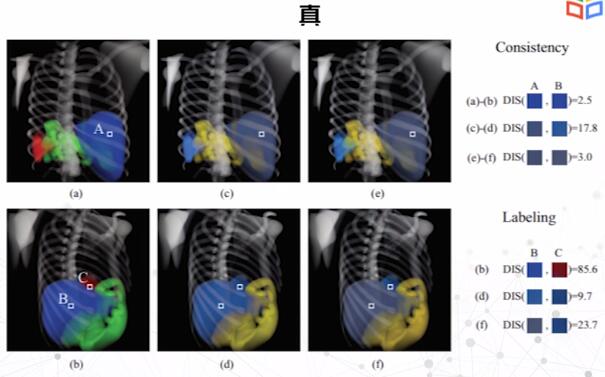 真
Consistency
A B
(a)-(b) DIS( , )=2.5
(c)-(d) DIS( , )=17.8
(e)-(f) DIS( , )=3.0
A
(a) (c) (e)
Labeling
B C
(b) DIS( , )=85.6
(d) DIS( , )=9.7
(f) DIS( , )=23.7
C
B
(b) (d) (f)